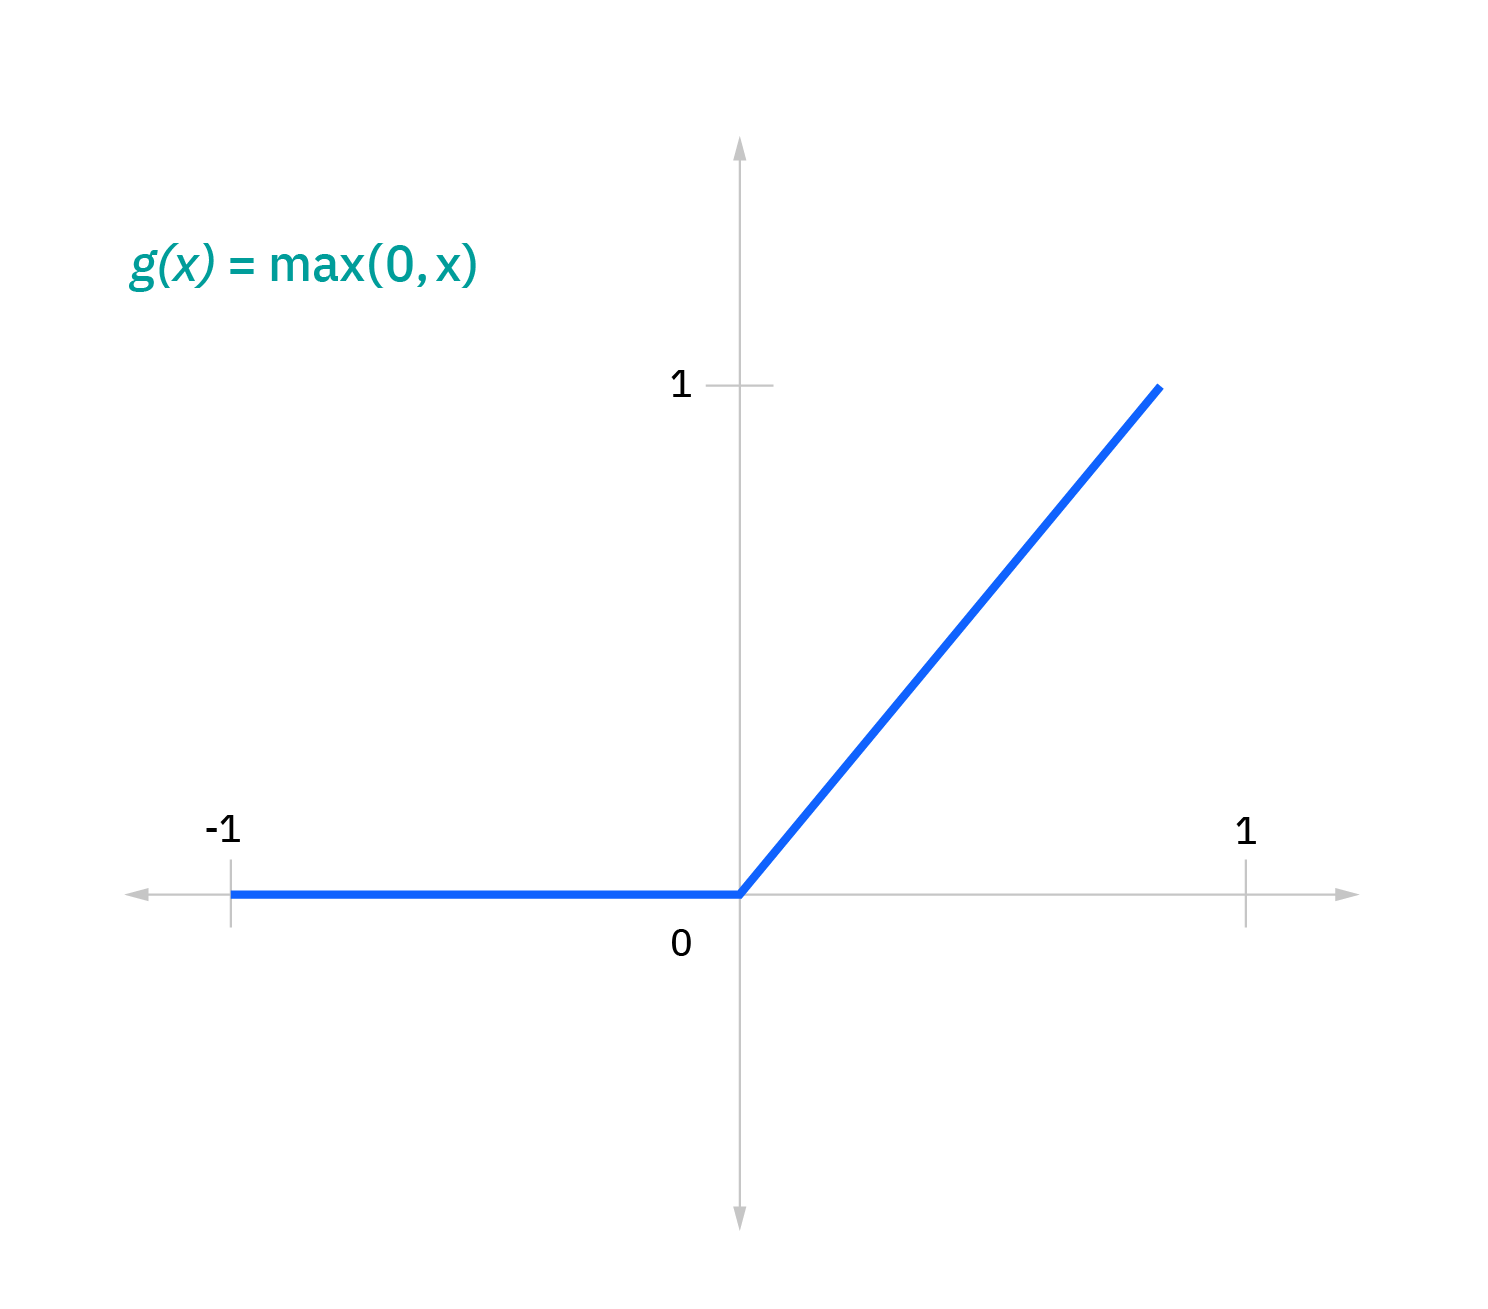 g(x) = max(0, x)
1
-1
1
0